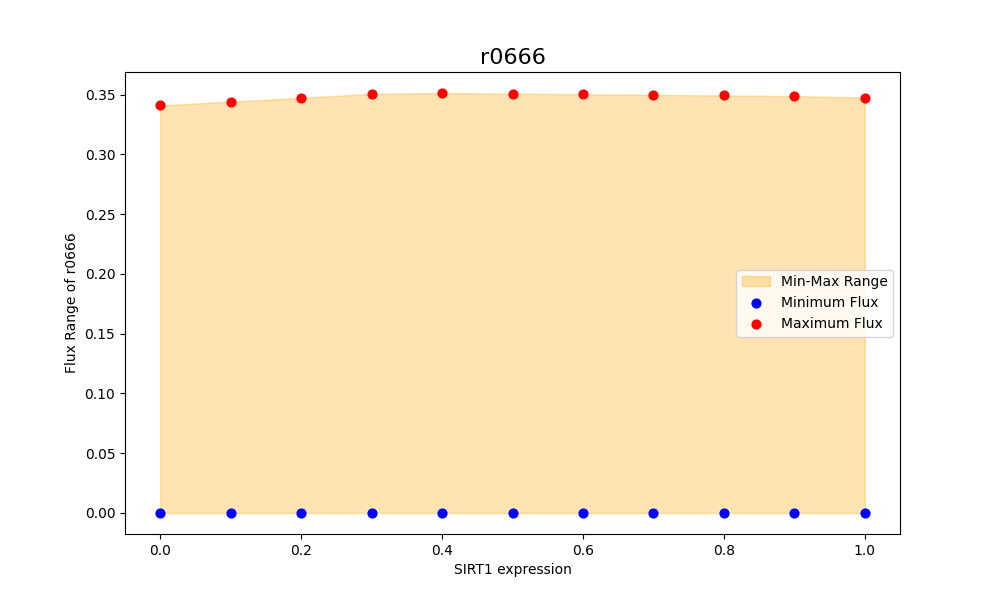 r0666
Flux Range of r0666
0.35
0.30
0.25
0.20
0.15
0.10
0.05
0.00
Min-Max Range
Minimum Flux
Maximum Flux
0.0 0.2 0.4 0.6 0.8 1.0
SIRT1 expression